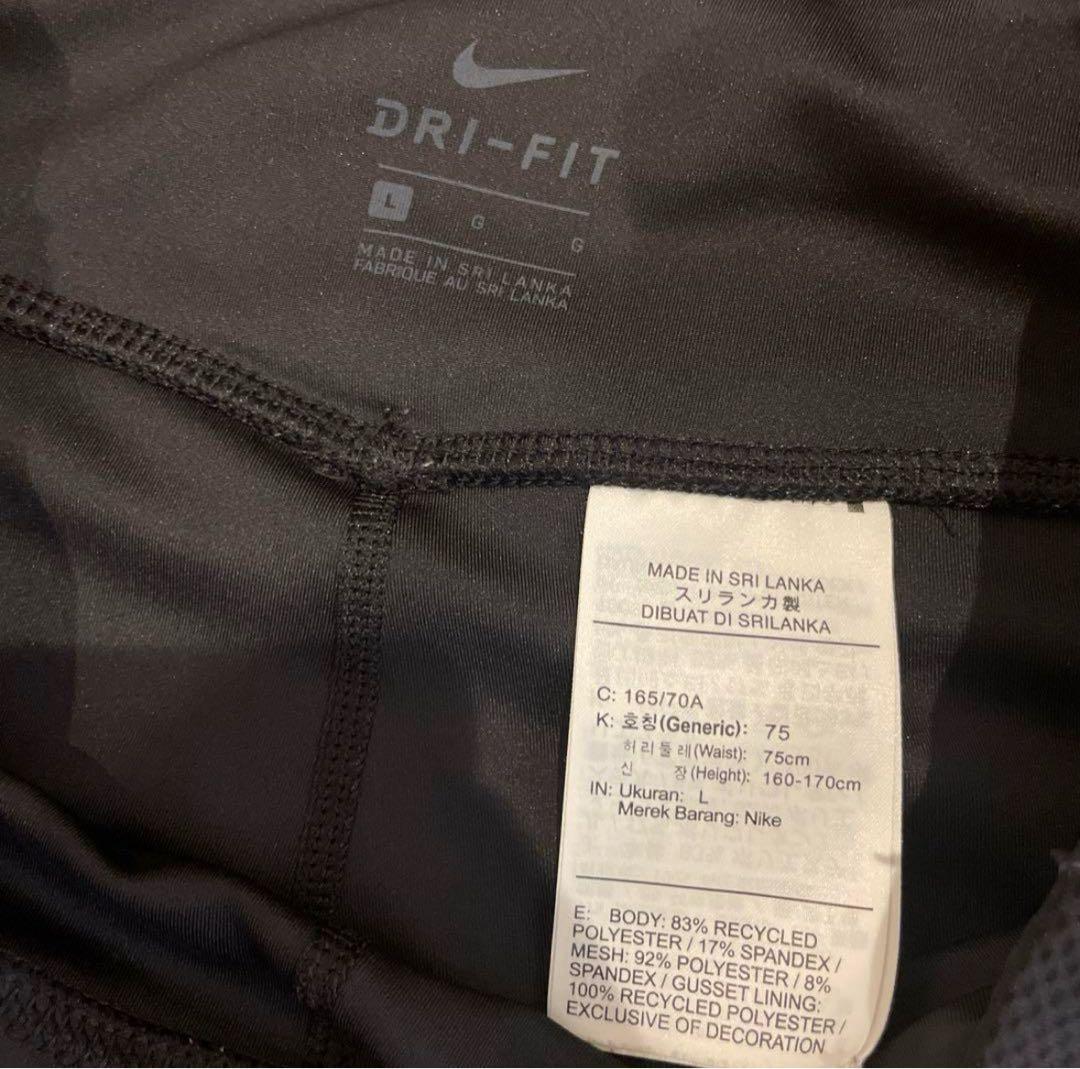 DRI-FIT
L G G
MADE IN SRI LANKA
FABRIQUE AU SRI LANKA
MADE IN SRI LANKA
スリランカ製
DIBUAT DI SRILANKA
C: 165/70A
K: 호칭(Generic): 75
허리둘레(Waist): 75cm
신 장(Height): 160-170cm
IN: Ukuran: L
Merek Barang: Nike
E: BODY: 83% RECYCLED
POLYESTER / 17% SPANDEX /
MESH: 92% POLYESTER / 8%
SPANDEX / GUSSET LINING:
100% RECYCLED POLYESTER /
EXCLUSIVE OF DECORATION